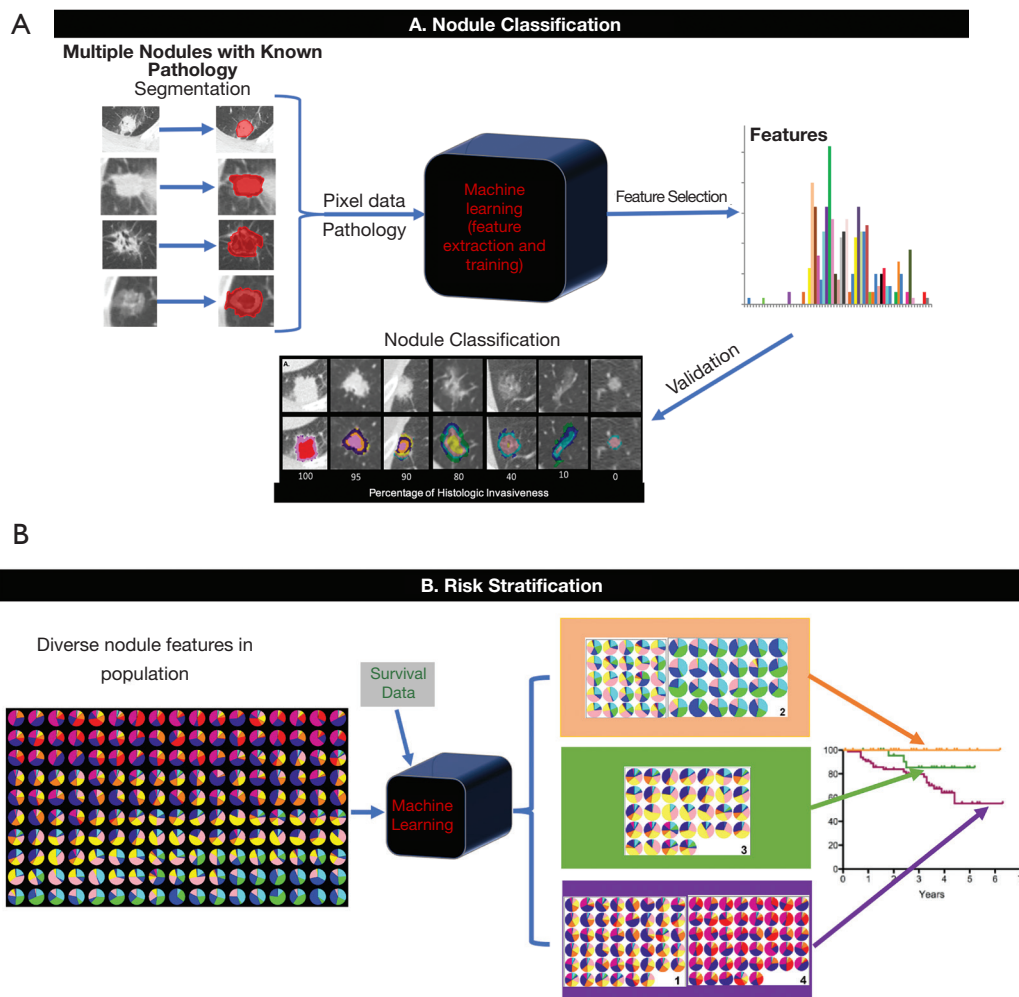 A
A. Nodule Classification
Multiple Nodules with Known
Pathology
Segmentation
Pixel data
Pathology
Machine
learning
(feature
extraction and
training)
Feature Selection
Features
Validation
Nodule Classification
A.
100
95
90
80
40
10
0
Percentage of Histologic Invasiveness
B
B. Risk Stratification
Diverse nodule features in
population
Survival
Data
Machine
Learning
2
3
1
4
100
80
60
40
20
0
0
1
2
3
4
5
6
7
Years